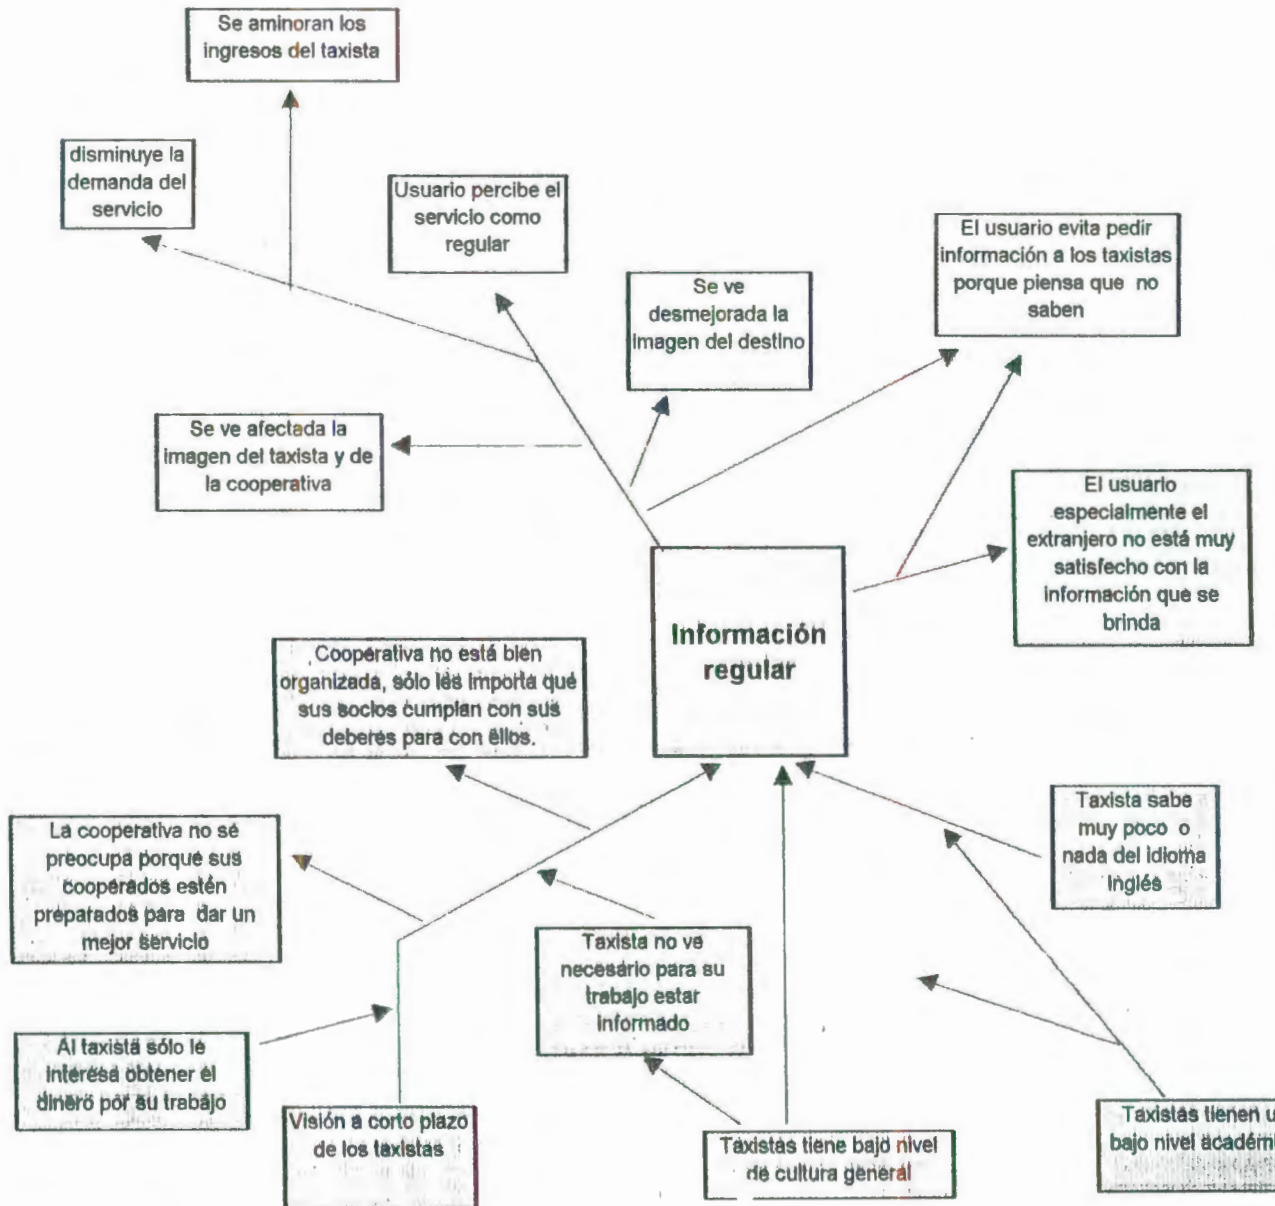 Se aminoran los
ingresos del taxista
disminuye la
demanda del
servicio
Usuario percibe el
servicio como
regular
El usuario evita pedir
información a los taxistas
porque piensa que no
saben
Se ve
desmejorada la
imagen del destino
Se ve afectada la
imagen del taxista y de
la cooperativa
El usuario
especialmente el
extranjero no está muy
satisfecho con la
información que se
brinda
Información
regular
Cooperativa no está bien
organizada, sólo les importa que
sus socios cumplan con sus
deberes para con ellos.
Taxista sabe
muy poco o
nada del idioma
Inglés
La cooperativa no se
preocupa porque sus
cooperados estén
preparados para dar un
mejor servicio
Taxista no ve
necesário para su
trabajo estar
informado
Al taxista sólo le
interesa obtener el
dinero por su trabajo
Visión a corto plazo
de los taxistas
Taxistas tiene bajo nivel
de cultura general
Taxistas tienen u
bajo nivel académi